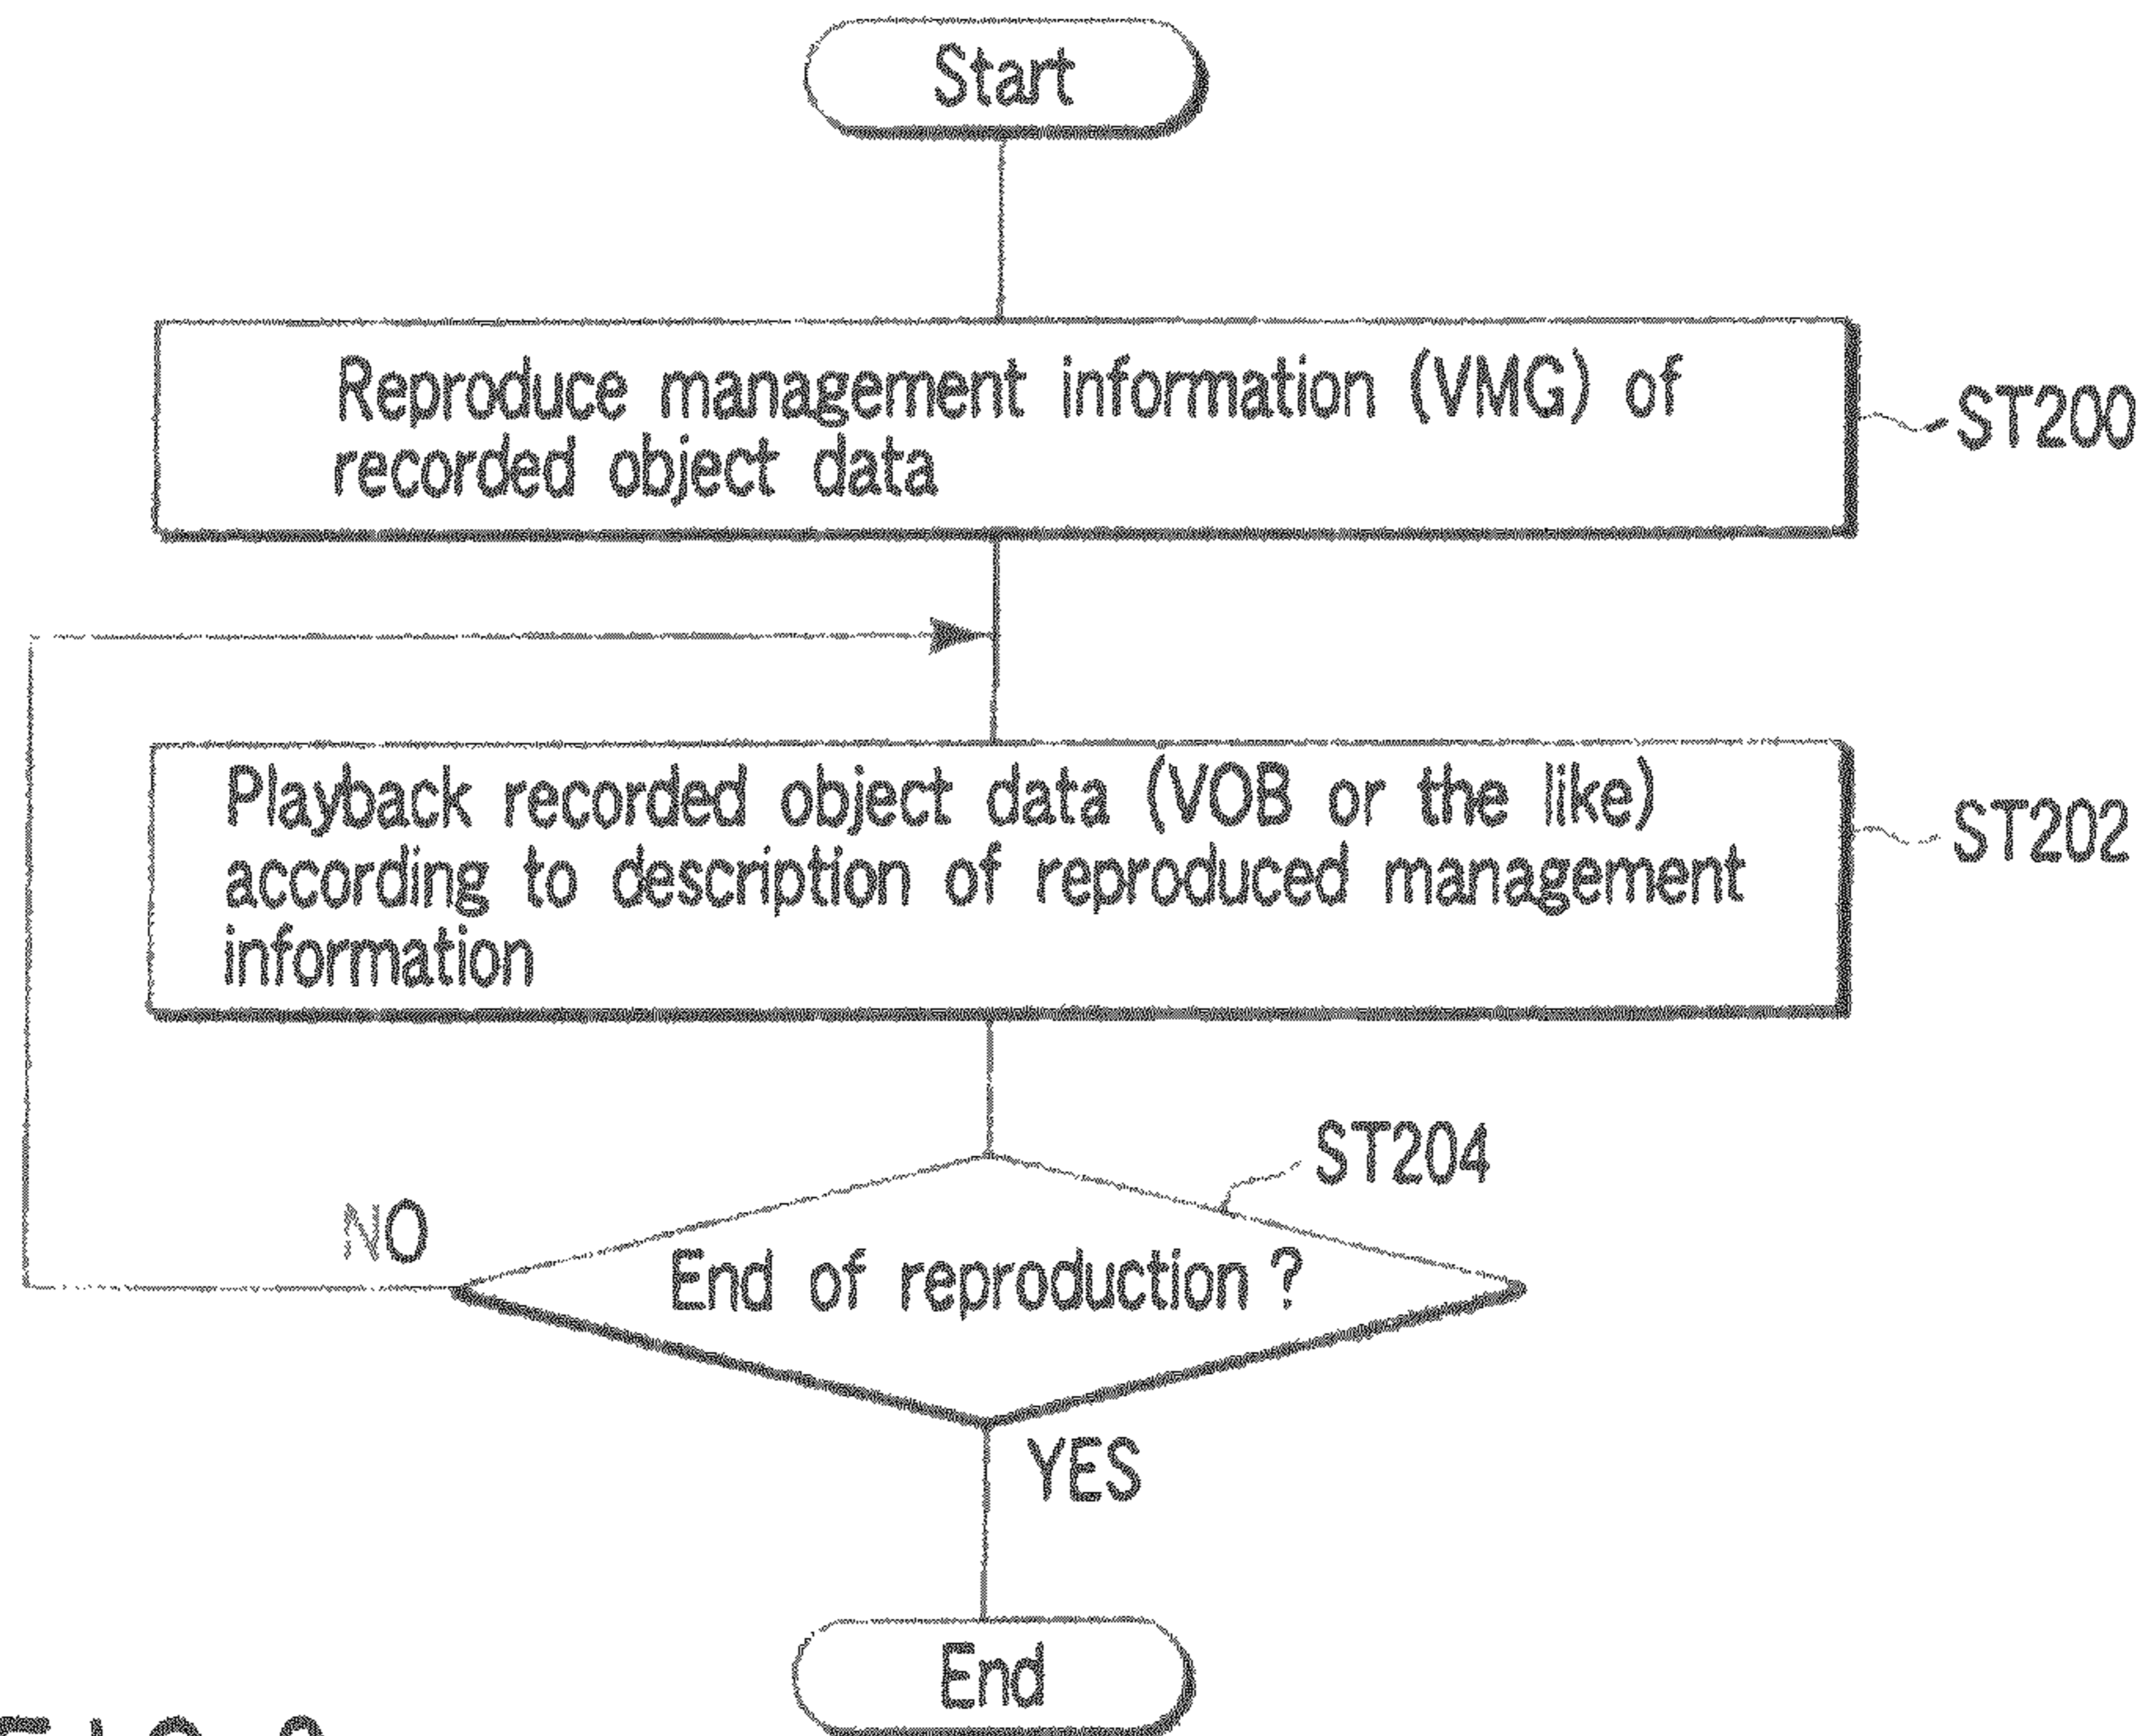 Start
Reproduce management information (VMG) of
recorded object data
ST200
Playback recorded object data (VOB or the like)
according to description of reproduced management
information
ST202
ST204
NO
End of reproduction ?
YES
End